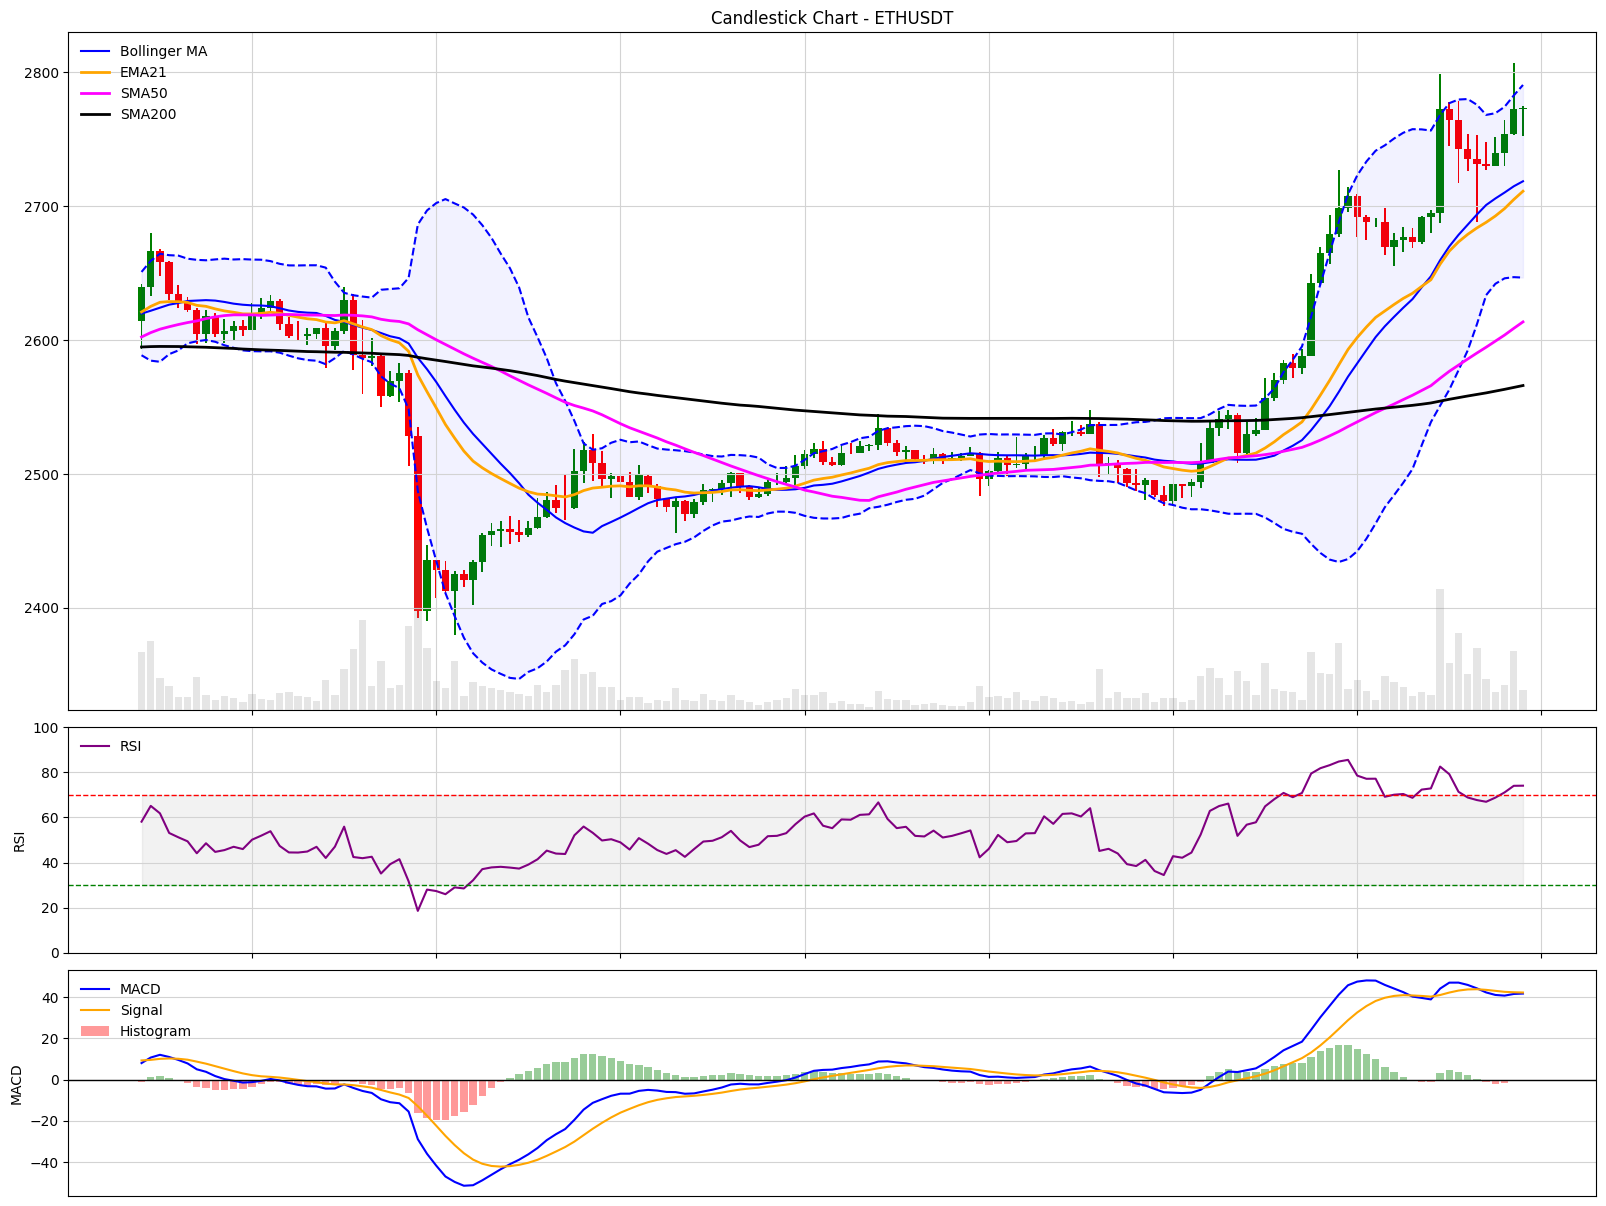 Candlestick Chart - ETHUSDT
Bollinger MA
EMA21
SMA50
SMA200
2800
2700
2600
2500
2400
RSI
100
80
60
40
20
0
RSI
MACD
Signal
Histogram
40
20
0
−20
−40
MACD